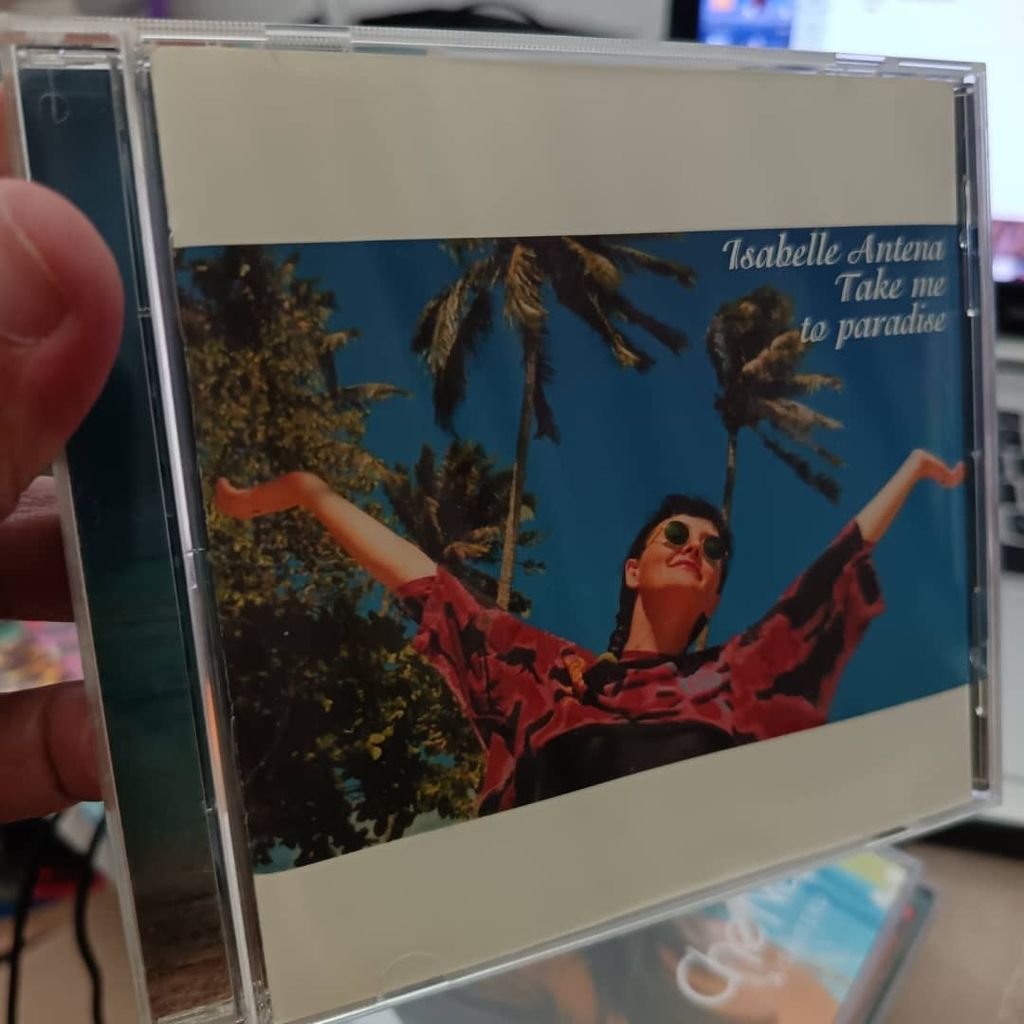 Isabelle Antena
Take me
to paradise